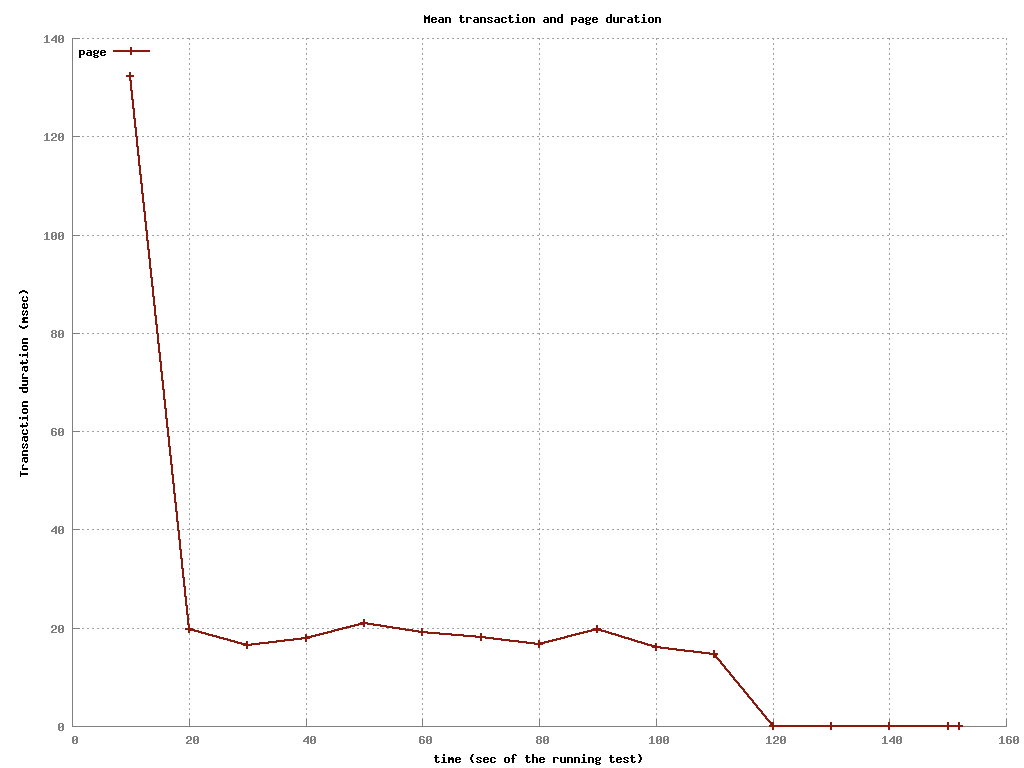 Mean transaction and page duration
140
page
120
100
80
60
40
20
0
Transaction duration (msec)
0 20 40 60 80 100 120 140 160
time (sec of the running test)